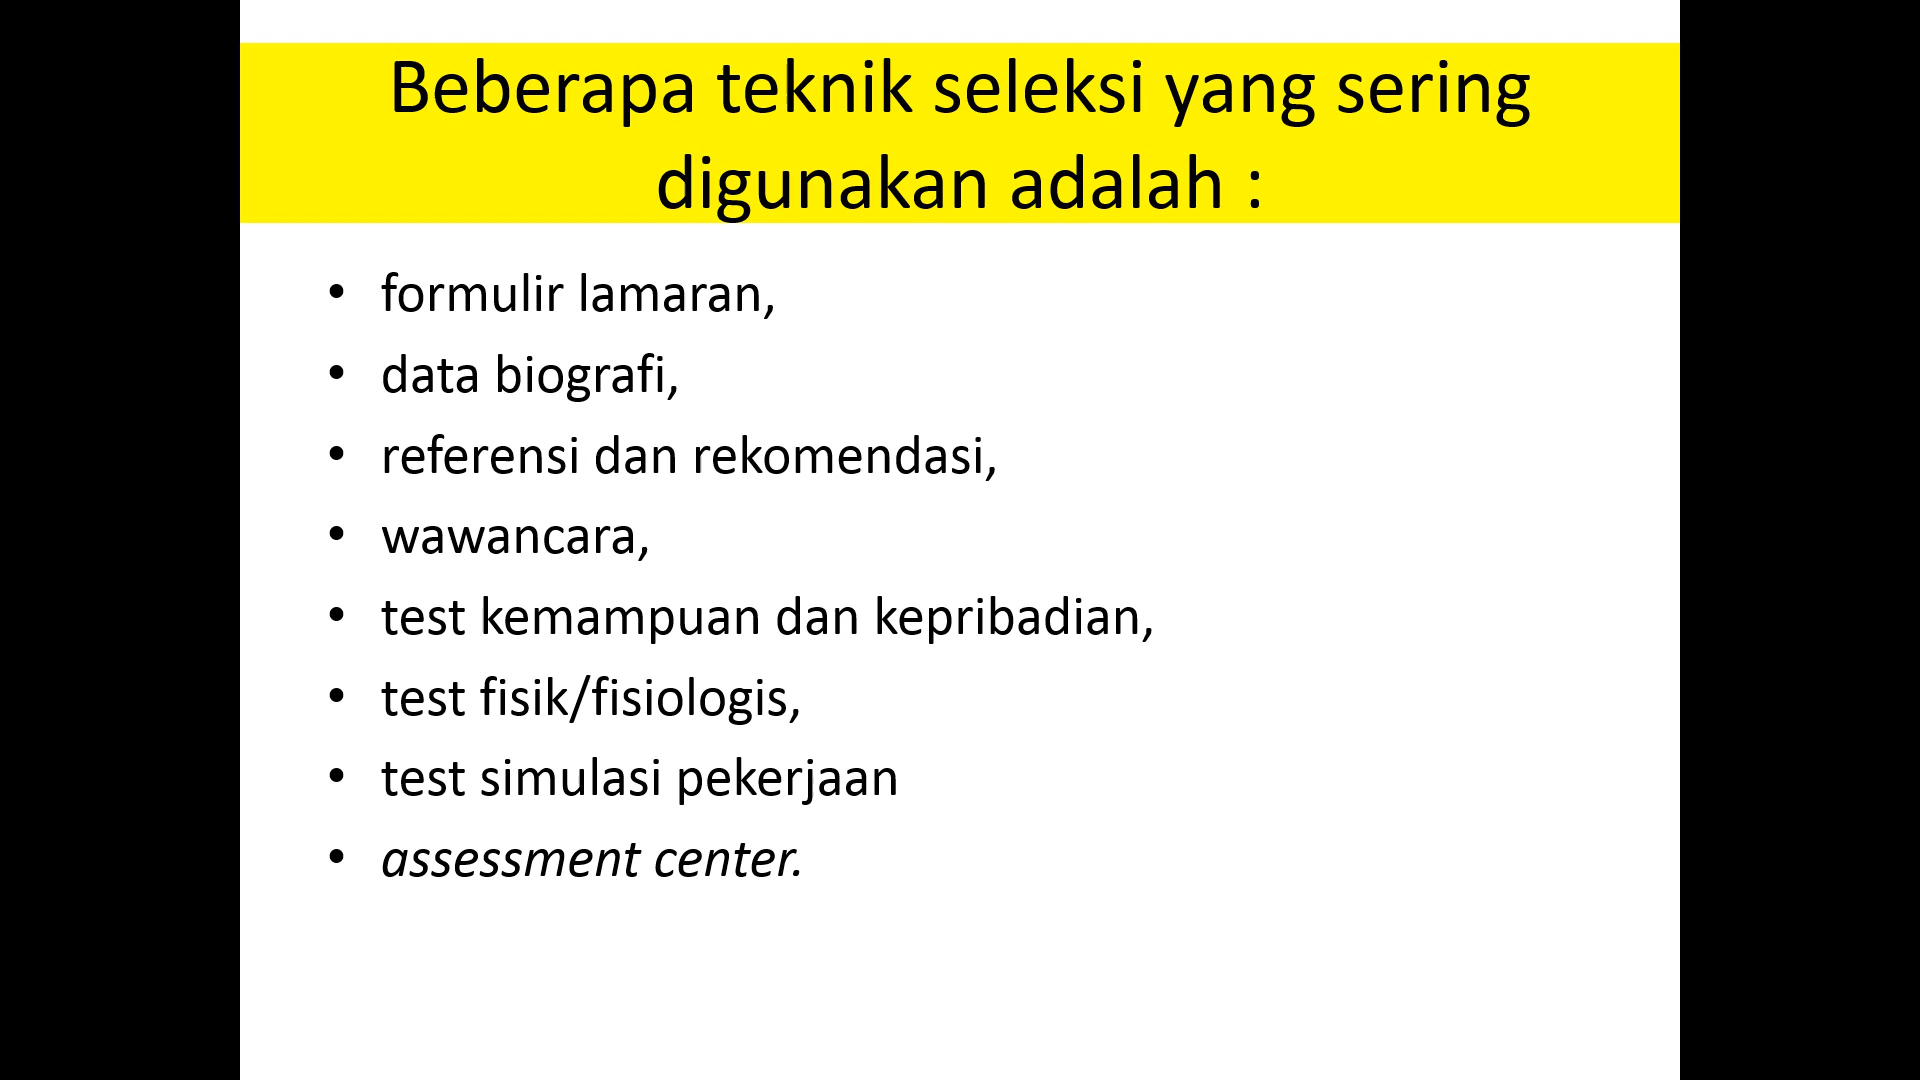 Beberapa teknik seleksi yang sering
digunakan adalah :
• formulir lamaran,
• data biografi,
• referensi dan rekomendasi,
• wawancara,
• test kemampuan dan kepribadian,
• test fisik/fisiologis,
• test simulasi pekerjaan
• assessment center.